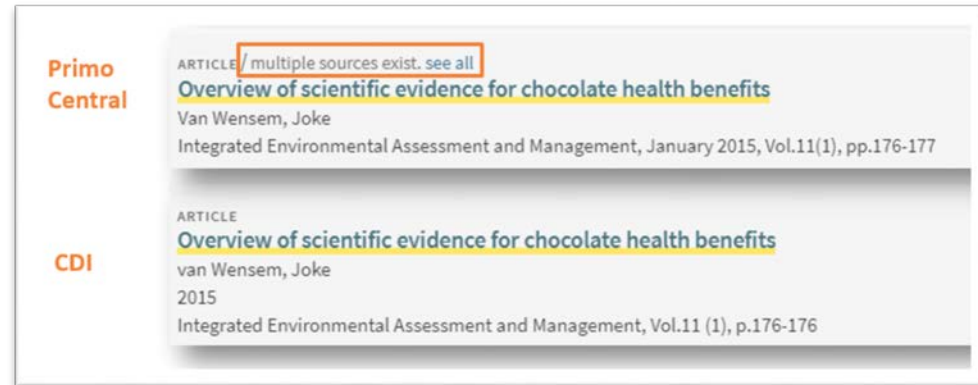 Primo
Central
ARTICLE / multiple sources exist. see all
Overview of scientific evidence for chocolate health benefits
Van Wensem, Joke
Integrated Environmental Assessment and Management, January 2015, Vol.11(1), pp.176-177
CDI
ARTICLE
Overview of scientific evidence for chocolate health benefits
van Wensem, Joke
2015
Integrated Environmental Assessment and Management, Vol.11 (1), p.176-176